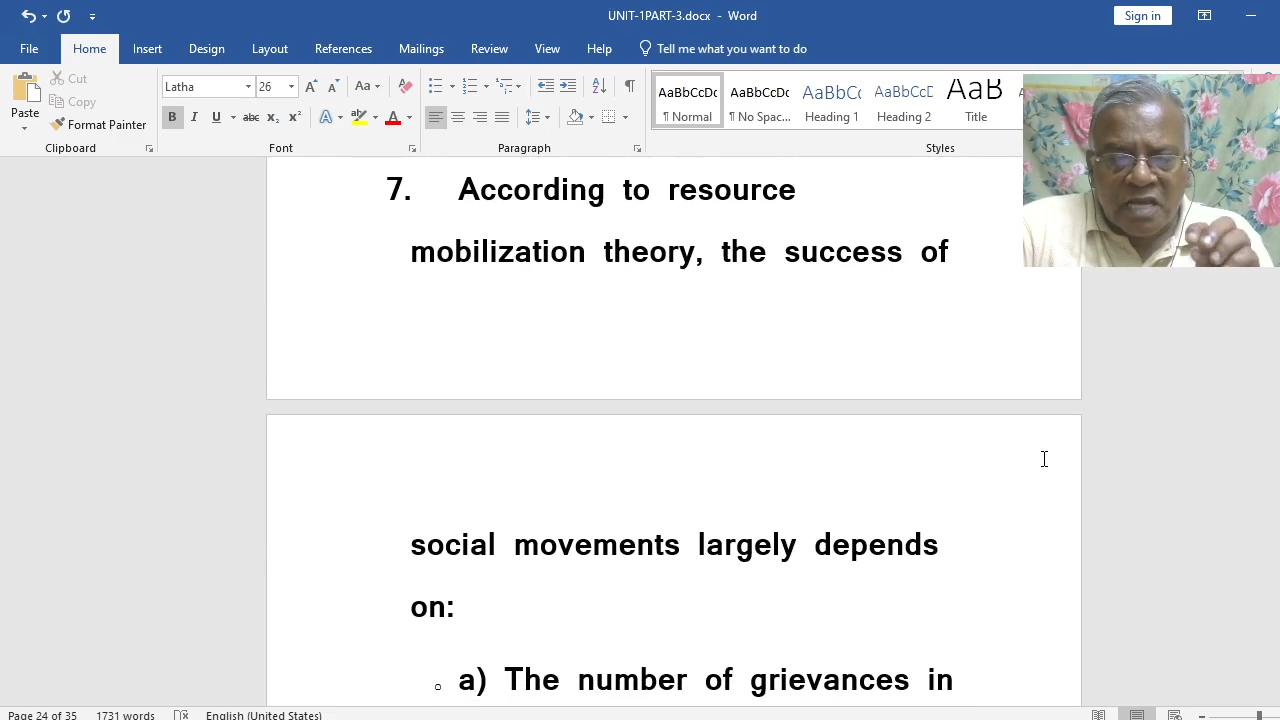 UNIT-1PART-3.docx - Word
Sign in
File Home Insert Design Layout References Mailings Review View Help Tell me what you want to do
Paste
Cut
Copy
Format Painter
Clipboard
Latha 26
Font
Paragraph
AaBbCcDc AaBbCcDc AaBbCc AaBbCcD AaB
¶ Normal ¶ No Spac... Heading 1 Heading 2 Title
Styles
7. According to resource
mobilization theory, the success of
social movements largely depends
on:
a) The number of grievances in
Page 24 of 35 1731 words English (United States)